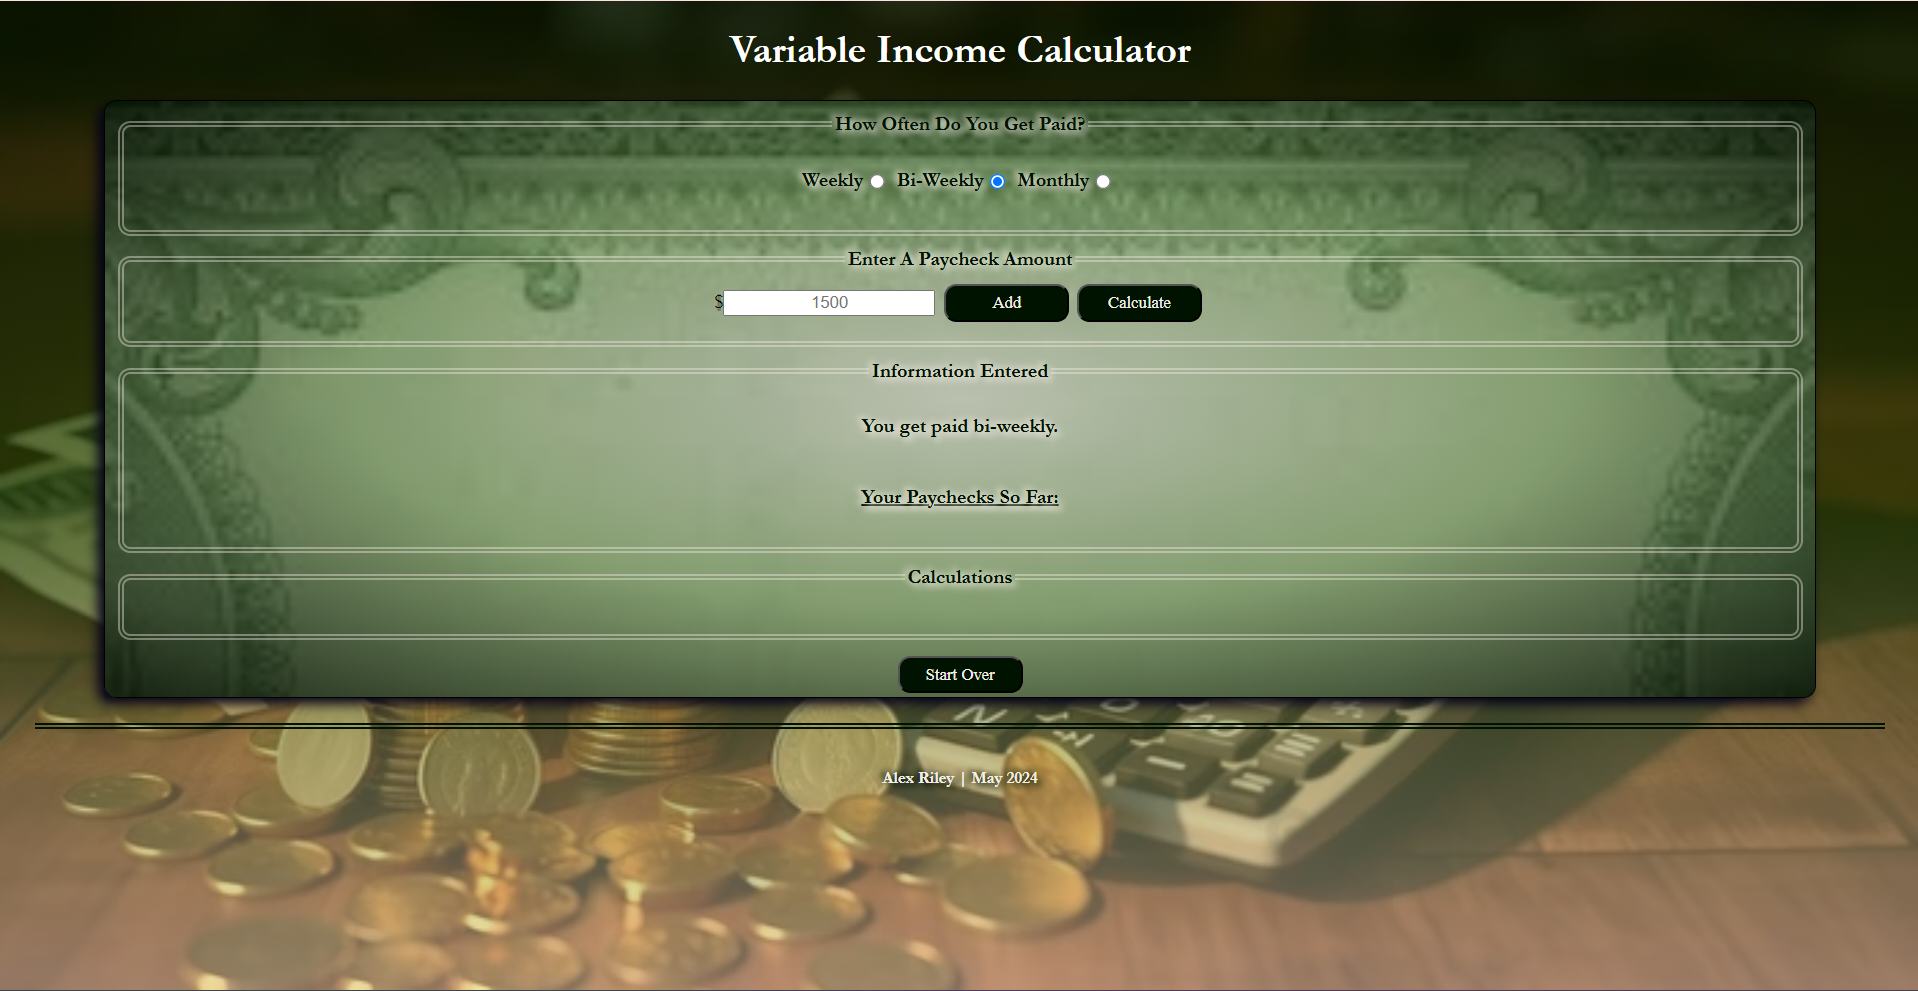 Variable Income Calculator
How Often Do You Get Paid?
Weekly Bi-Weekly Monthly
Enter A Paycheck Amount
$ 1500 Add Calculate
Information Entered
You get paid bi-weekly.
Your Paychecks So Far:
Calculations
Start Over
Alex Riley | May 2024